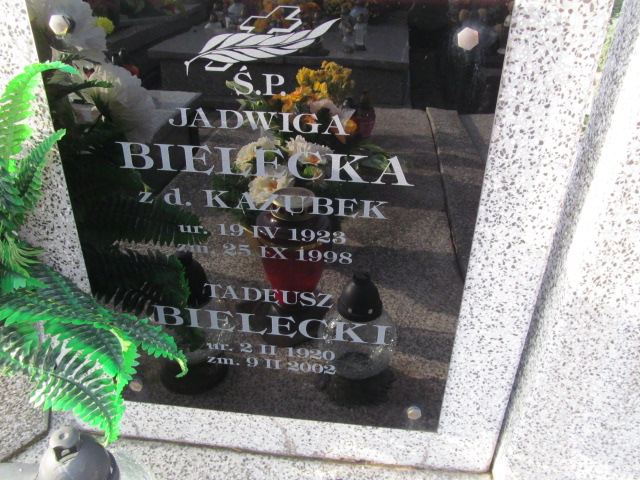 Ś.P.
JADWIGA
BIELECKA
z d. KAZUBEK
ur. 19 IV 1923
zm. 25 IX 1998
TADEUSZ
BIELECKI
ur. 2 II 1920
zm. 9 II 2002